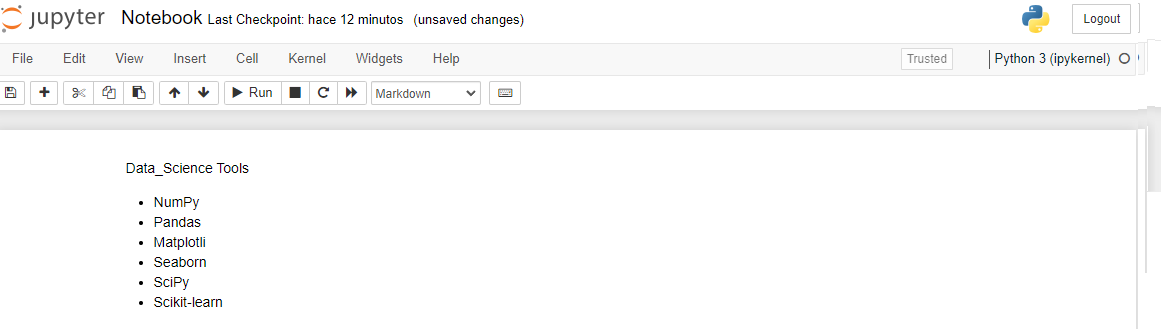 jupyter Notebook Last Checkpoint: hace 12 minutos (unsaved changes) Logout
File Edit View Insert Cell Kernel Widgets Help Trusted Python 3 (ipykernel)
Run Markdown
Data_Science Tools
NumPy
Pandas
Matplotli
Seaborn
SciPy
Scikit-learn